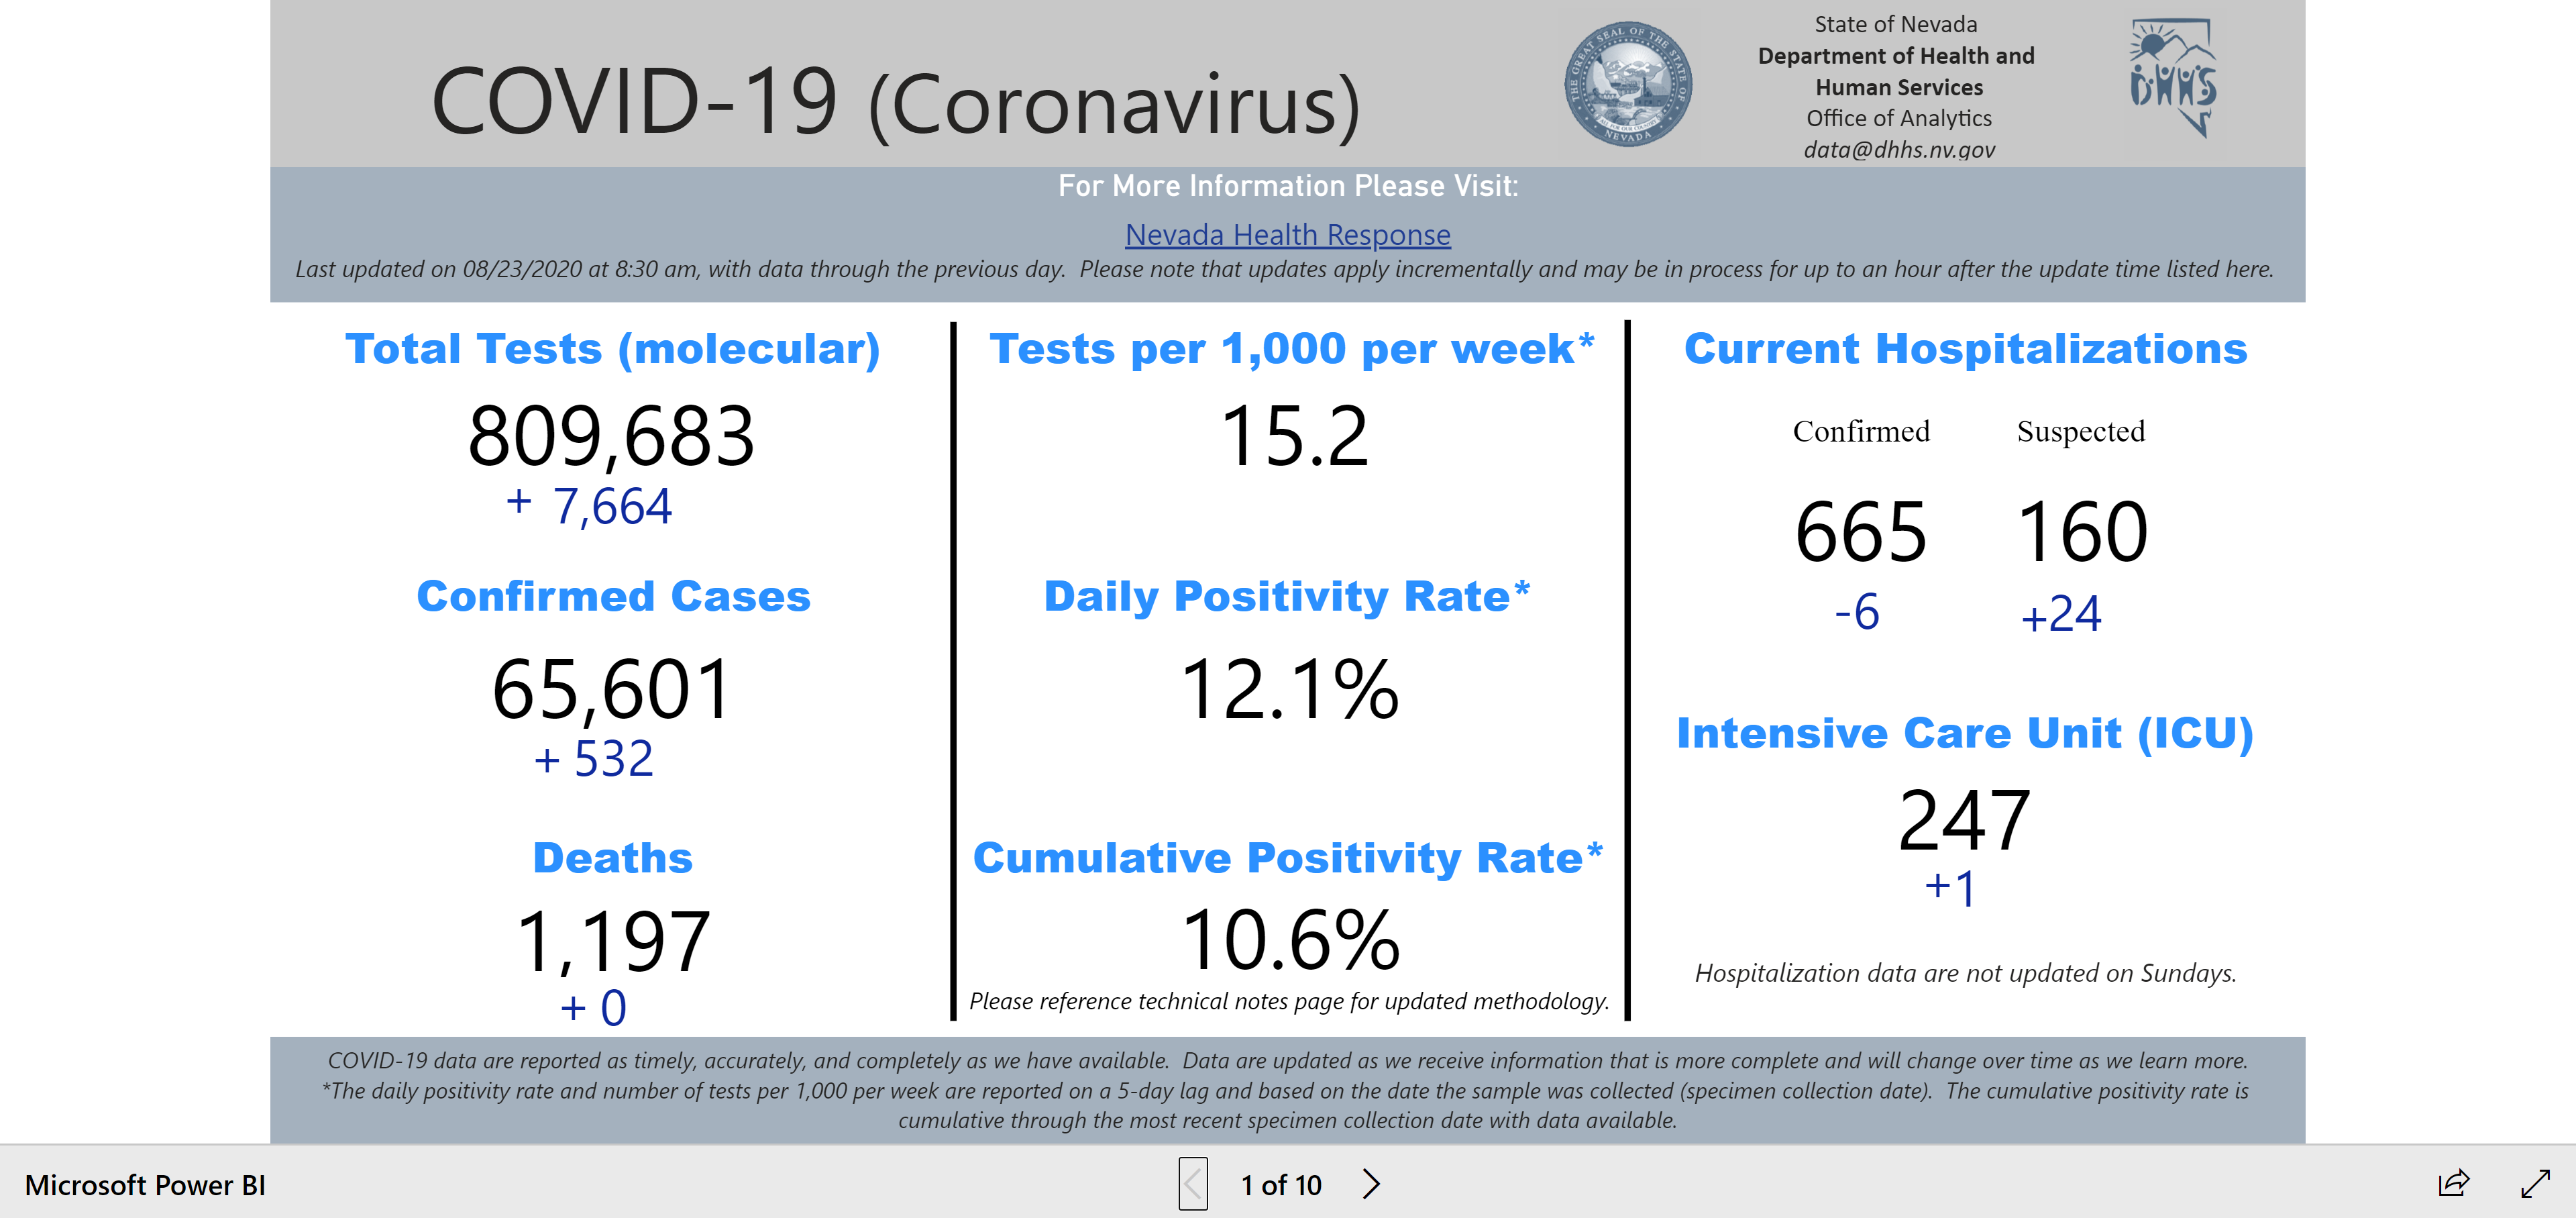 COVID-19 (Coronavirus)
THE GREAT SEAL OF THE STATE OF
ALL FOR OUR COUNTRY
NEVADA
State of Nevada
Department of Health and
Human Services
Office of Analytics
data@dhhs.nv.gov
DHHS
For More Information Please Visit:
Nevada Health Response
Last updated on 08/23/2020 at 8:30 am, with data through the previous day.  Please note that updates apply incrementally and may be in process for up to an hour after the update time listed here.
Total Tests (molecular)
809,683
+ 7,664
Confirmed Cases
65,601
+ 532
Deaths
1,197
+ 0
Tests per 1,000 per week*
15.2
Daily Positivity Rate*
12.1%
Cumulative Positivity Rate*
10.6%
Please reference technical notes page for updated methodology.
Current Hospitalizations
Confirmed Suspected
665 160
-6 +24
Intensive Care Unit (ICU)
247
+1
Hospitalization data are not updated on Sundays.
COVID-19 data are reported as timely, accurately, and completely as we have available.  Data are updated as we receive information that is more complete and will change over time as we learn more.
*The daily positivity rate and number of tests per 1,000 per week are reported on a 5-day lag and based on the date the sample was collected (specimen collection date).  The cumulative positivity rate is
cumulative through the most recent specimen collection date with data available.
Microsoft Power BI
1 of 10